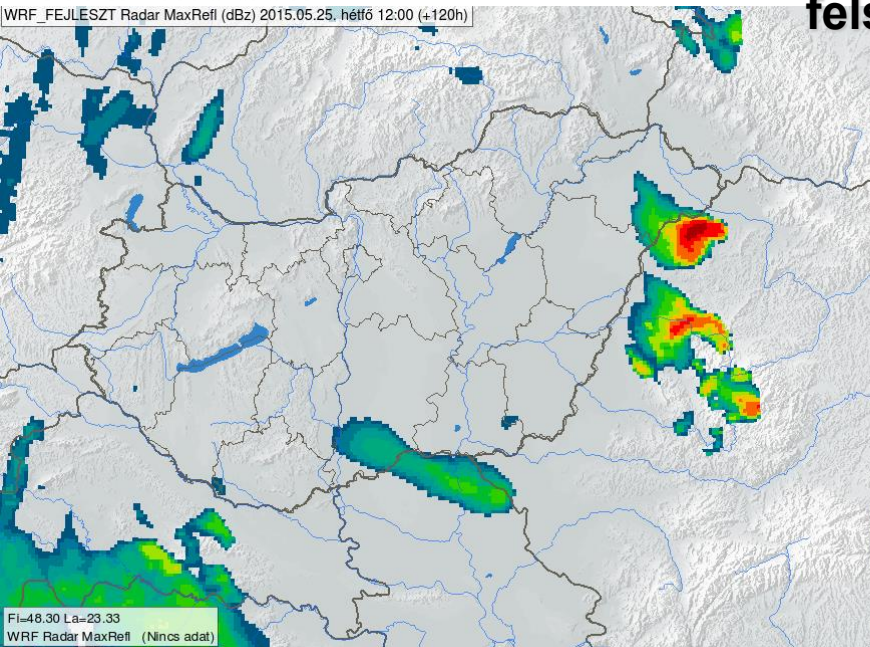 WRF_FEJLESZT Radar MaxRefl (dBz) 2015.05.25. hétfő 12:00 (+120h)
Fi=48.30 La=23.33
WRF Radar MaxRefl (Nincs adat)